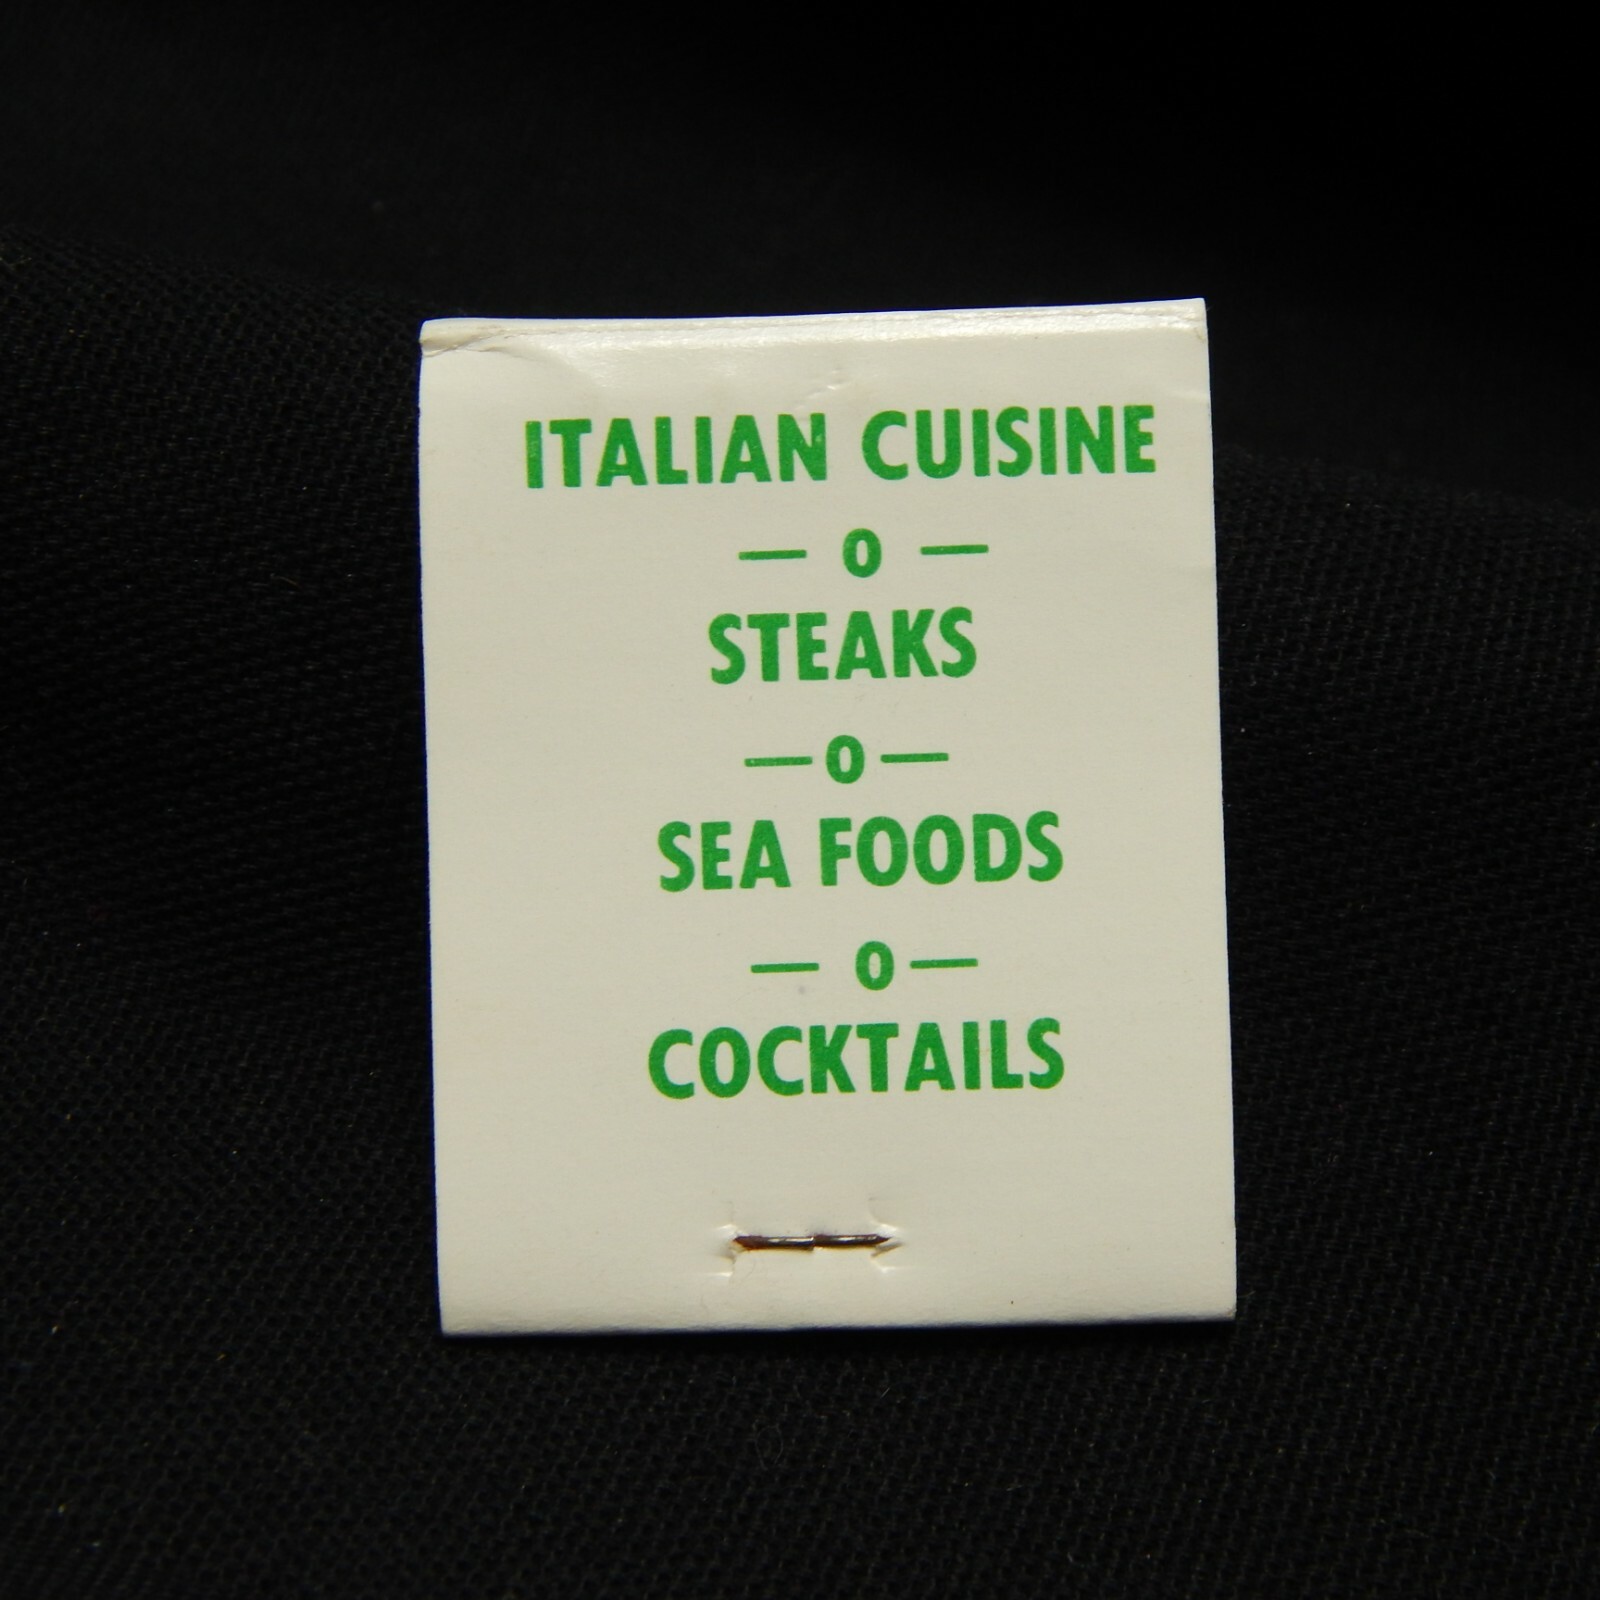 ITALIAN CUISINE
— O —
STEAKS
— O —
SEA FOODS
— O —
COCKTAILS